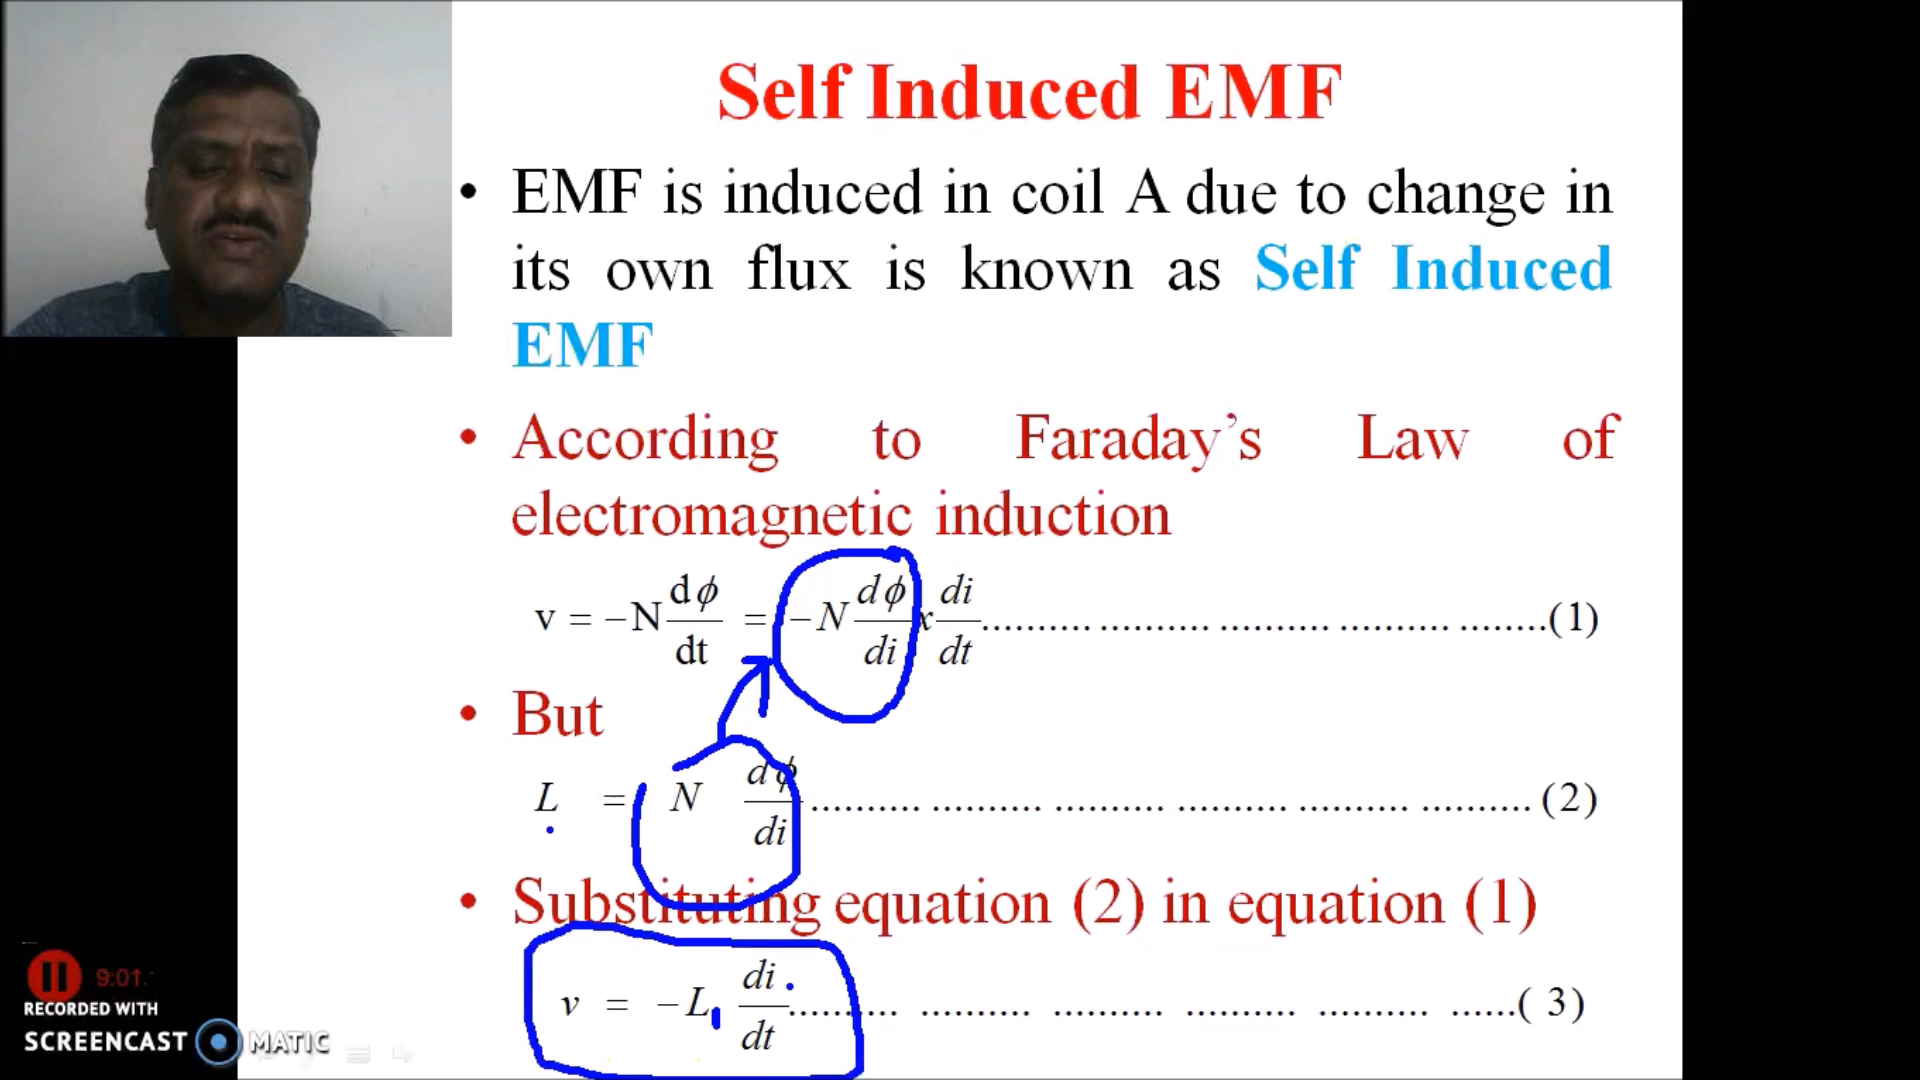 Self Induced EMF
• EMF is induced in coil A due to change in
its own flux is known as Self Induced
EMF
• According to Faraday's Law of
electromagnetic induction
v = −N dϕ/dt = −N dϕ/di x di/dt .......... .......... .......... .......... ........(1)
• But
L = N dϕ/di .......... .......... .......... .......... .......... .......... (2)
• Substituting equation (2) in equation (1)
v = −L di/dt .......... .......... .......... .......... .......... ......( 3)
9:01
RECORDED WITH
SCREENCAST MATIC